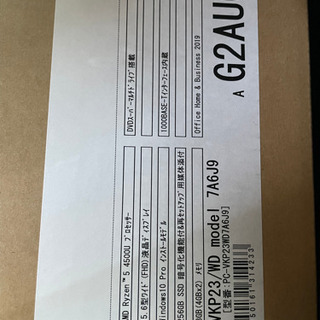 MD Ryzen™ 5 4500U プロセッサー
5.6型ワイド(FHD)液晶ディスプレイ
indows10 Pro インストールモデル
256GB SSD 暗号化機能付&再セットアップ用媒体添付
GB(4GBx2) メモリ
DVDスーパーマルチドライブ搭載
1000BASE-Tインターフェース内蔵
Office Home & Business 2019
A G2AU
VKP23/WD model 7A6J9
[型番:PC-VKP23WD7A6J9]